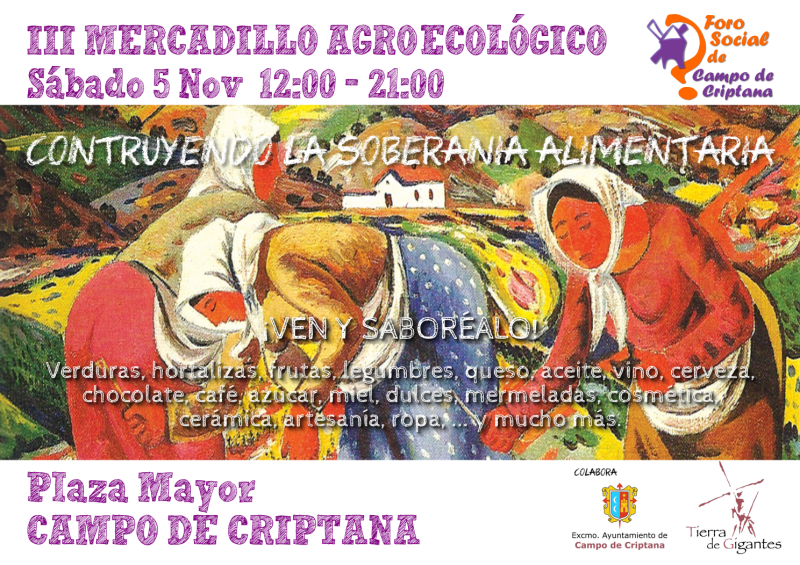 III MERCADILLO AGROECOLÓGICO
Sábado 5 Nov 12:00 - 21:00
Foro
Social
de
Campo de
Criptana
CONTRUYENDO LA SOBERANIA ALIMENTARIA
¡VEN Y SABORÉALO!
Verduras, hortalizas, frutas, legumbres, queso, aceite, vino, cerveza,
chocolate, café, azúcar, miel, dulces, mermeladas, cosmética,
cerámica, artesanía, ropa, ... y mucho más.
Plaza Mayor
CAMPO DE CRIPTANA
COLABORA
Excmo. Ayuntamiento de
Campo de Criptana
Tierra
de Gigantes